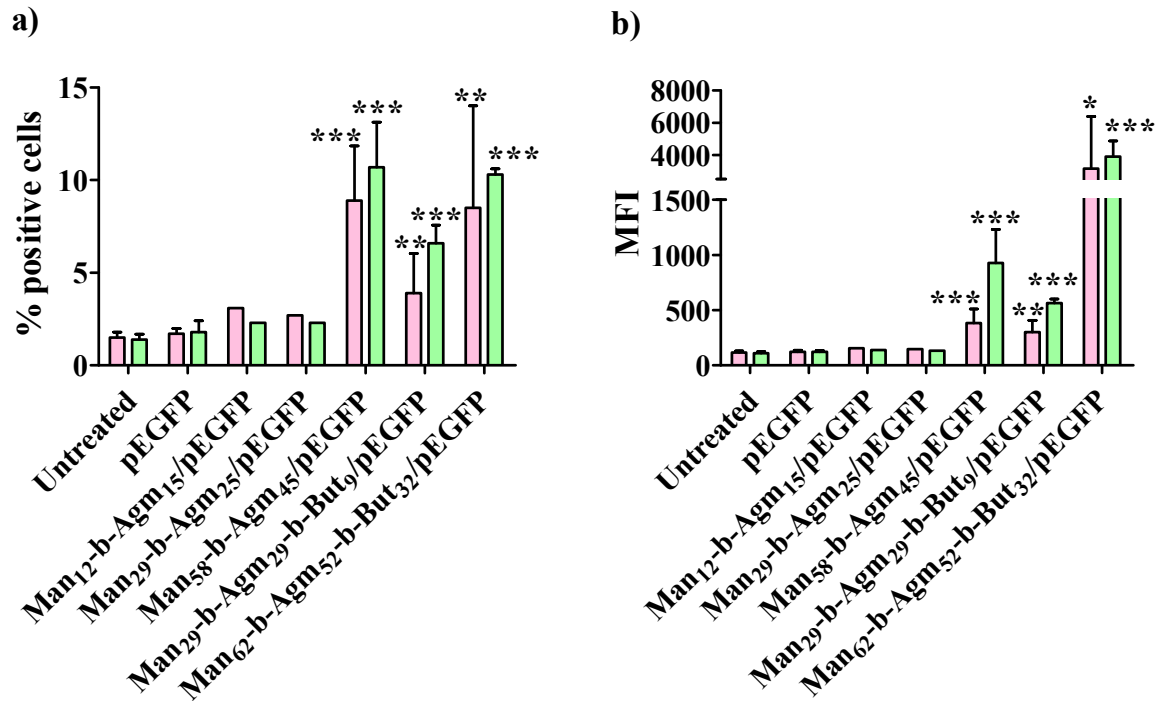 a)
% positive cells
15
10
5
0
***
***
**
***
**
***
Untreated
pEGFP
Man₁₂-b-Agm₁₅/pEGFP
Man₂₉-b-Agm₂₅/pEGFP
Man₅₈-b-Agm₄₅/pEGFP
Man₂₉-b-Agm₂₉-b-But₉/pEGFP
Man₆₂-b-Agm₅₂-b-But₃₂/pEGFP
b)
MFI
8000
6000
4000
1500
1000
500
0
***
***
**
***
*
***
Untreated
pEGFP
Man₁₂-b-Agm₁₅/pEGFP
Man₂₉-b-Agm₂₅/pEGFP
Man₅₈-b-Agm₄₅/pEGFP
Man₂₉-b-Agm₂₉-b-But₉/pEGFP
Man₆₂-b-Agm₅₂-b-But₃₂/pEGFP